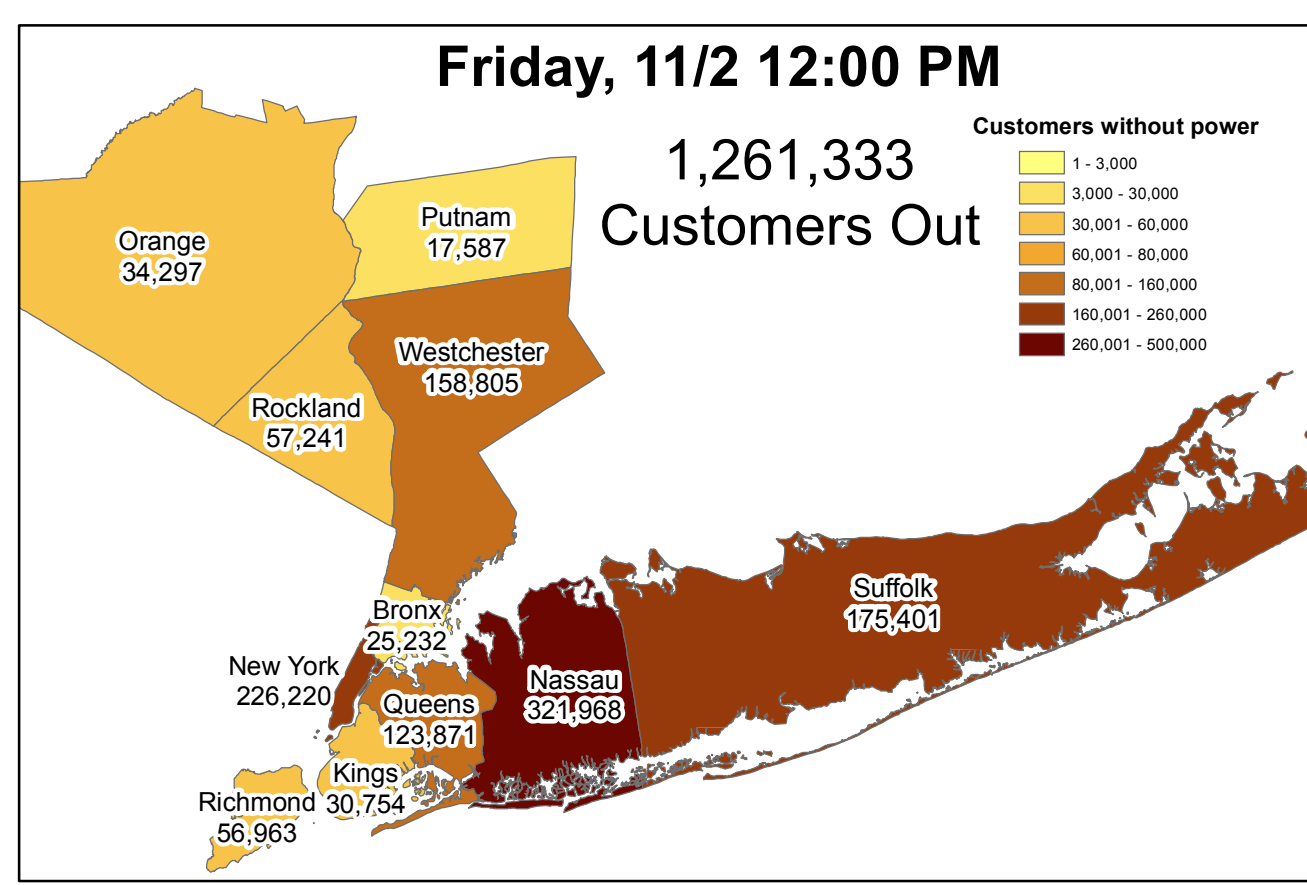 Friday, 11/2 12:00 PM
1,261,333
Customers Out
Customers without power
1 - 3,000
3,000 - 30,000
30,001 - 60,000
60,001 - 80,000
80,001 - 160,000
160,001 - 260,000
260,001 - 500,000
Putnam
17,587
Orange
34,297
Westchester
158,805
Rockland
57,241
Suffolk
175,401
Bronx
25,232
New York
226,220
Nassau
321,968
Queens
123,871
Kings
30,754
Richmond
56,963